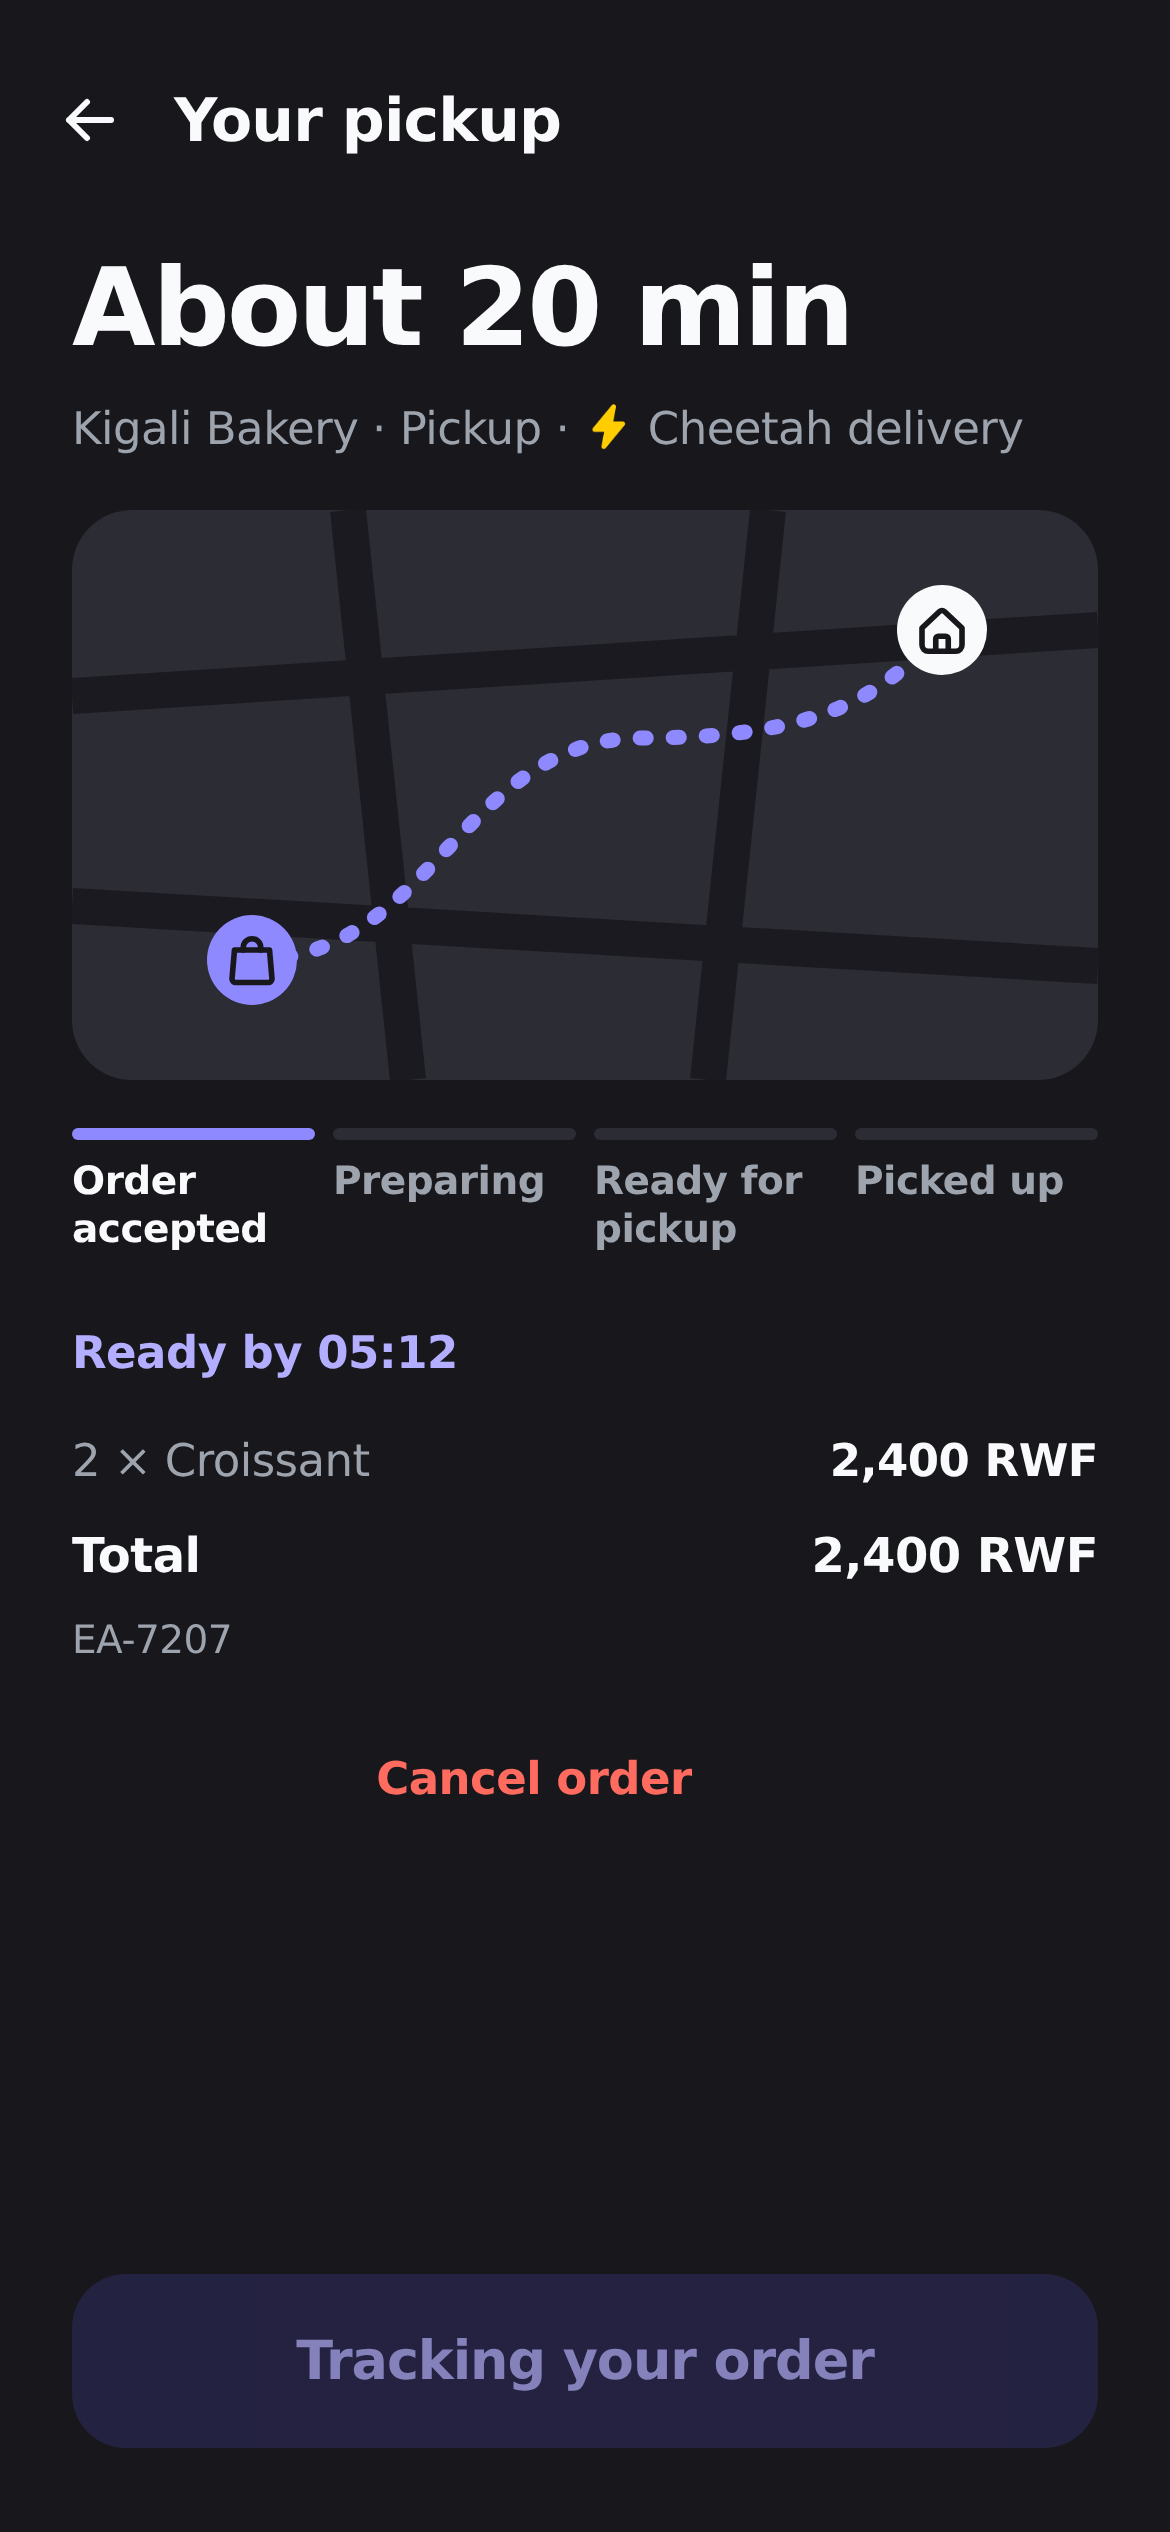 Your pickup
About 20 min
Kigali Bakery · Pickup · ⚡ Cheetah delivery
Order accepted
Preparing
Ready for pickup
Picked up
Ready by 05:12
2 × Croissant 2,400 RWF
Total 2,400 RWF
EA-7207
Cancel order
Tracking your order